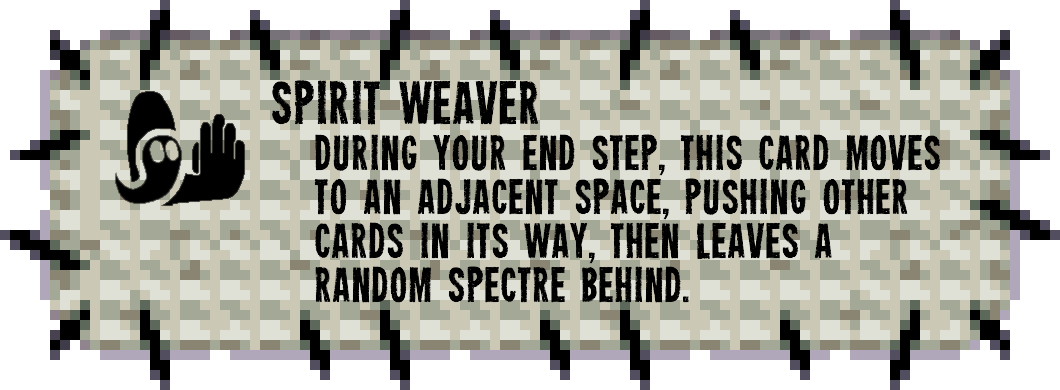 SPIRIT WEAVER
DURING YOUR END STEP, THIS CARD MOVES
TO AN ADJACENT SPACE, PUSHING OTHER
CARDS IN ITS WAY, THEN LEAVES A
RANDOM SPECTRE BEHIND.